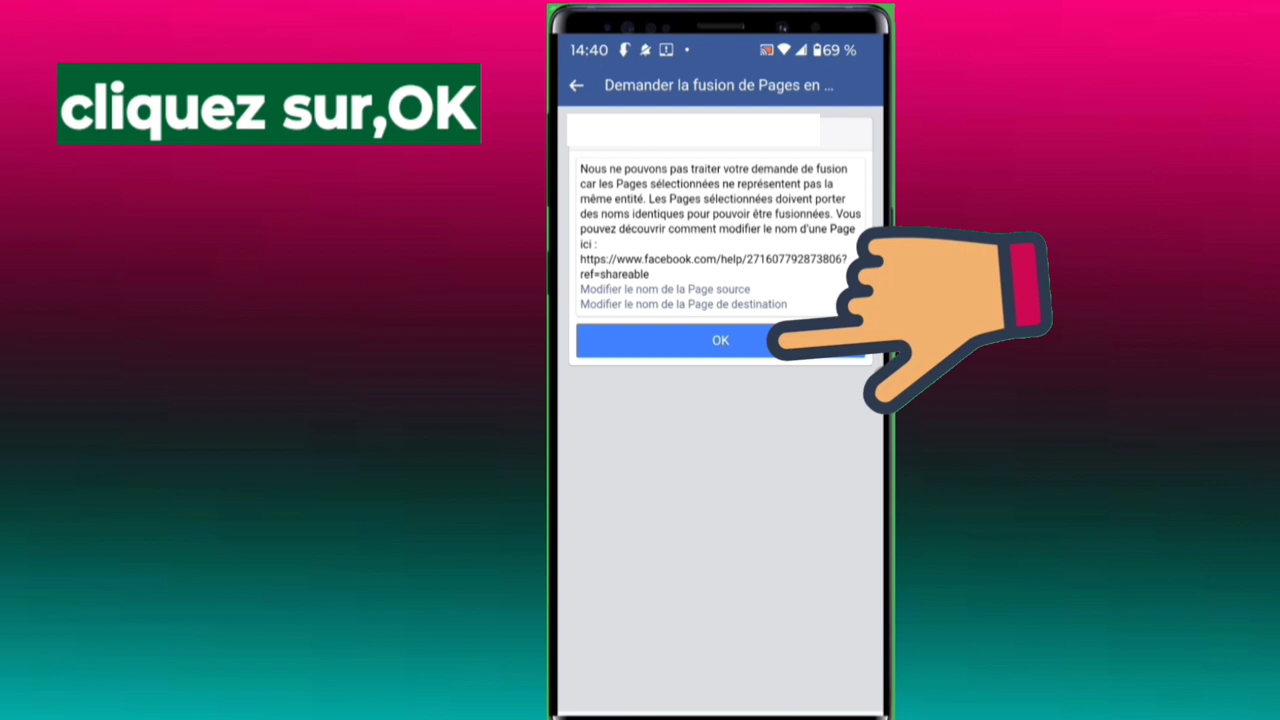 cliquez sur,OK
14:40
69 %
Demander la fusion de Pages en ...
Nous ne pouvons pas traiter votre demande de fusion
car les Pages sélectionnées ne représentent pas la
même entité. Les Pages sélectionnées doivent porter
des noms identiques pour pouvoir être fusionnées. Vous
pouvez découvrir comment modifier le nom d'une Page
ici :
https://www.facebook.com/help/271607792873806?
ref=shareable
Modifier le nom de la Page source
Modifier le nom de la Page de destination
OK